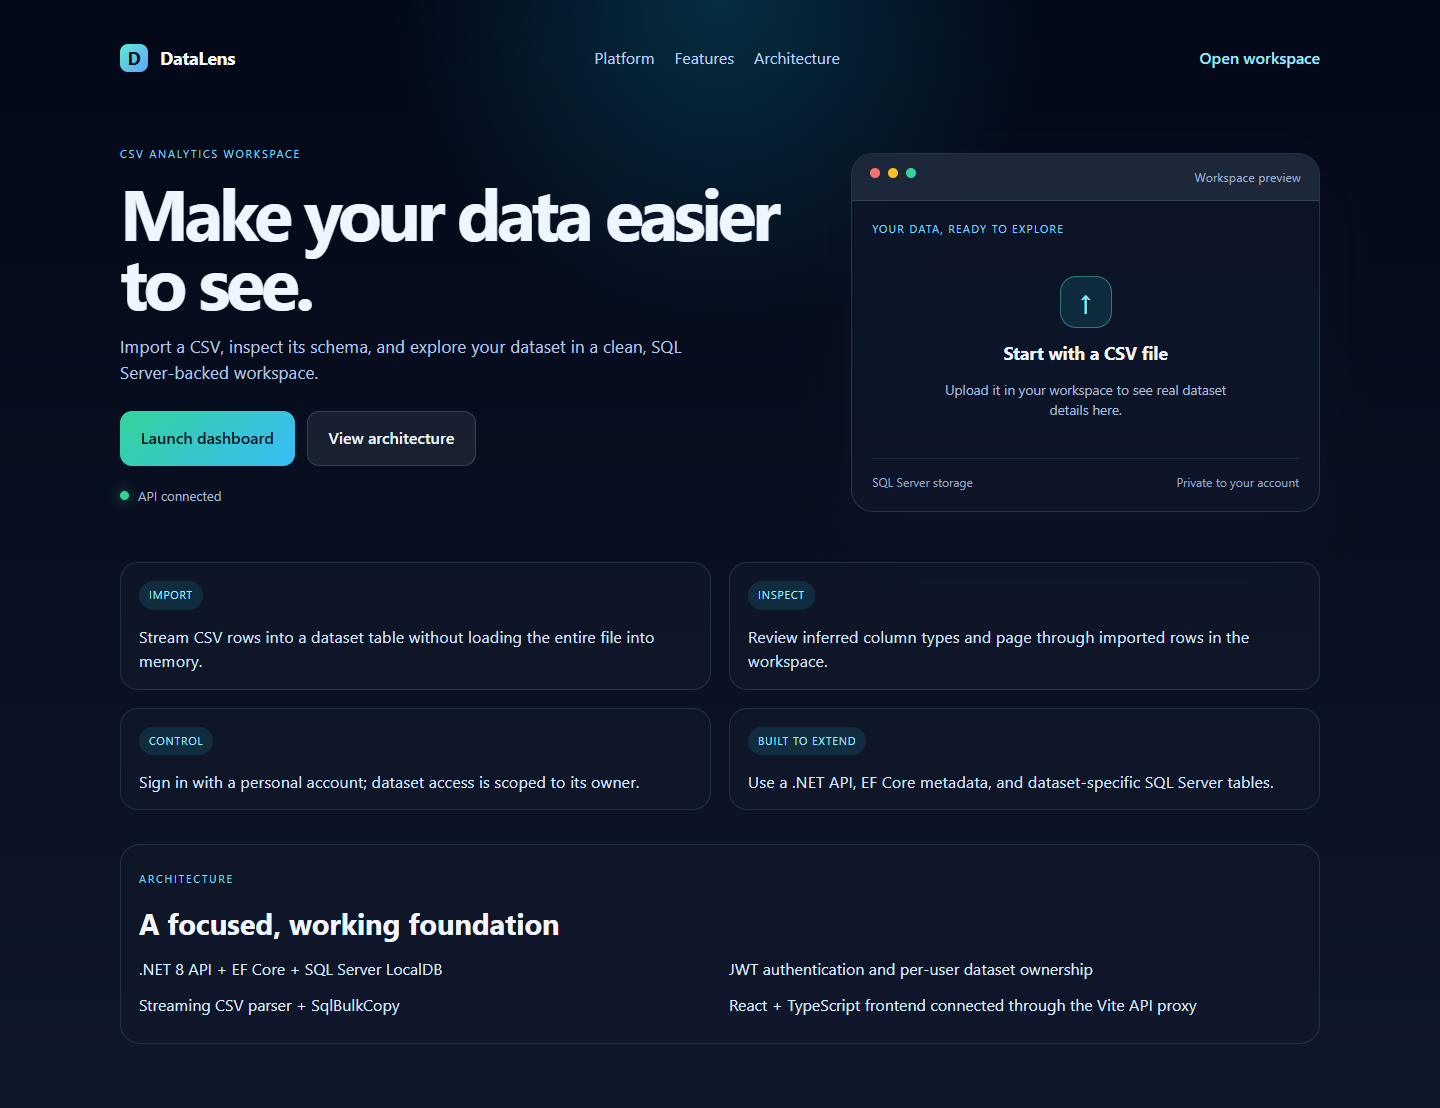 D DataLens
Platform Features Architecture
Open workspace
CSV ANALYTICS WORKSPACE
Make your data easier
to see.
Import a CSV, inspect its schema, and explore your dataset in a clean, SQL
Server-backed workspace.
Launch dashboard
View architecture
API connected
Workspace preview
YOUR DATA, READY TO EXPLORE
↑
Start with a CSV file
Upload it in your workspace to see real dataset
details here.
SQL Server storage
Private to your account
IMPORT
Stream CSV rows into a dataset table without loading the entire file into
memory.
INSPECT
Review inferred column types and page through imported rows in the
workspace.
CONTROL
Sign in with a personal account; dataset access is scoped to its owner.
BUILT TO EXTEND
Use a .NET API, EF Core metadata, and dataset-specific SQL Server tables.
ARCHITECTURE
A focused, working foundation
.NET 8 API + EF Core + SQL Server LocalDB
JWT authentication and per-user dataset ownership
Streaming CSV parser + SqlBulkCopy
React + TypeScript frontend connected through the Vite API proxy